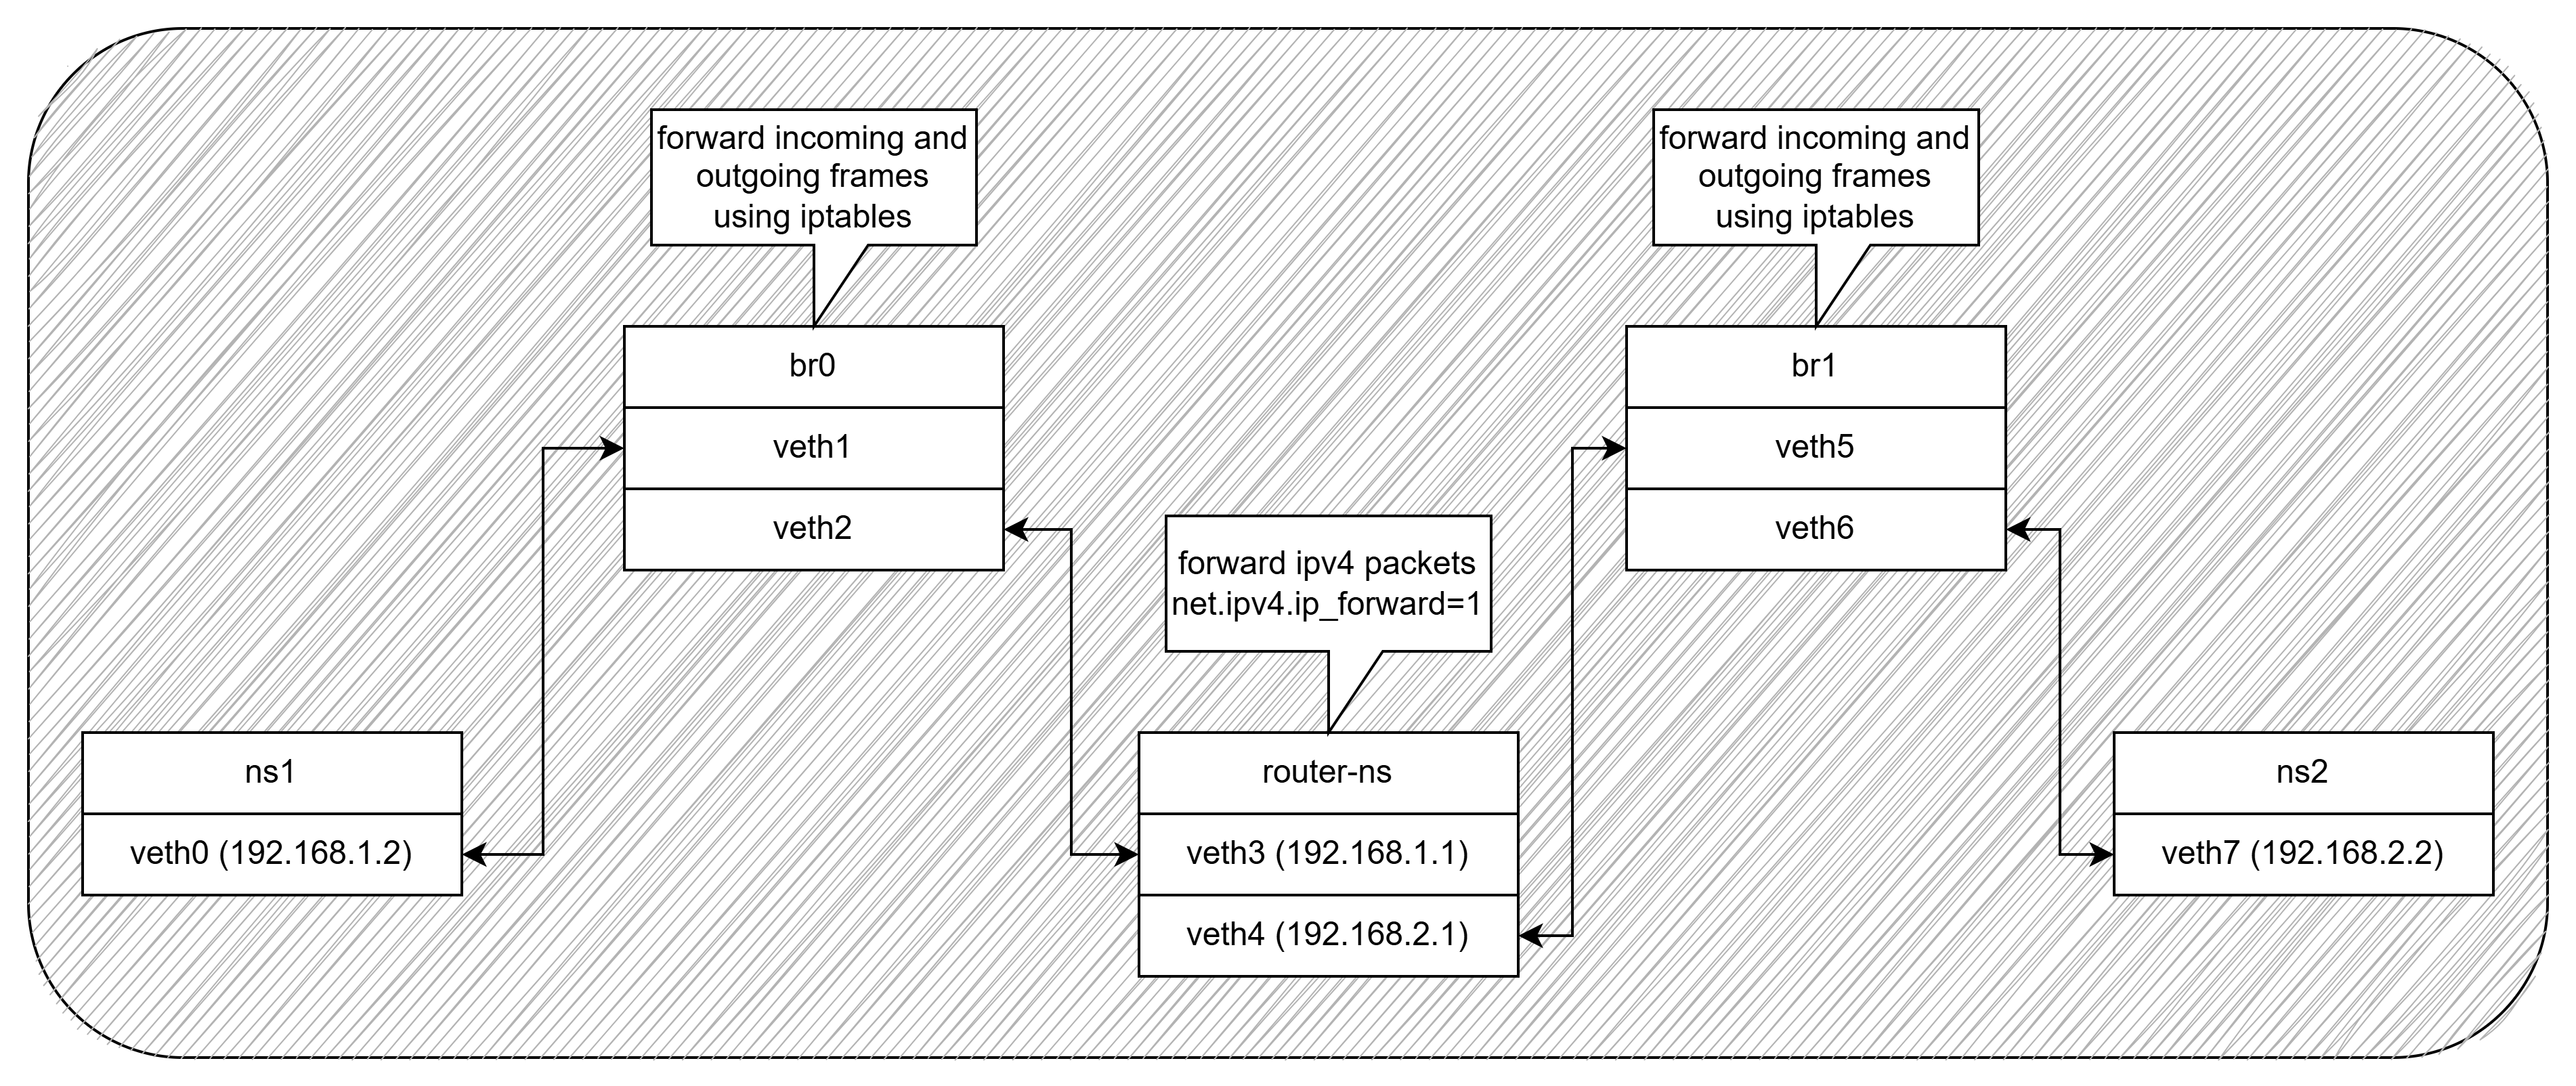 forward incoming and
outgoing frames
using iptables
forward incoming and
outgoing frames
using iptables
br0
veth1
veth2
br1
veth5
veth6
forward ipv4 packets
net.ipv4.ip_forward=1
ns1
veth0 (192.168.1.2)
router-ns
veth3 (192.168.1.1)
veth4 (192.168.2.1)
ns2
veth7 (192.168.2.2)